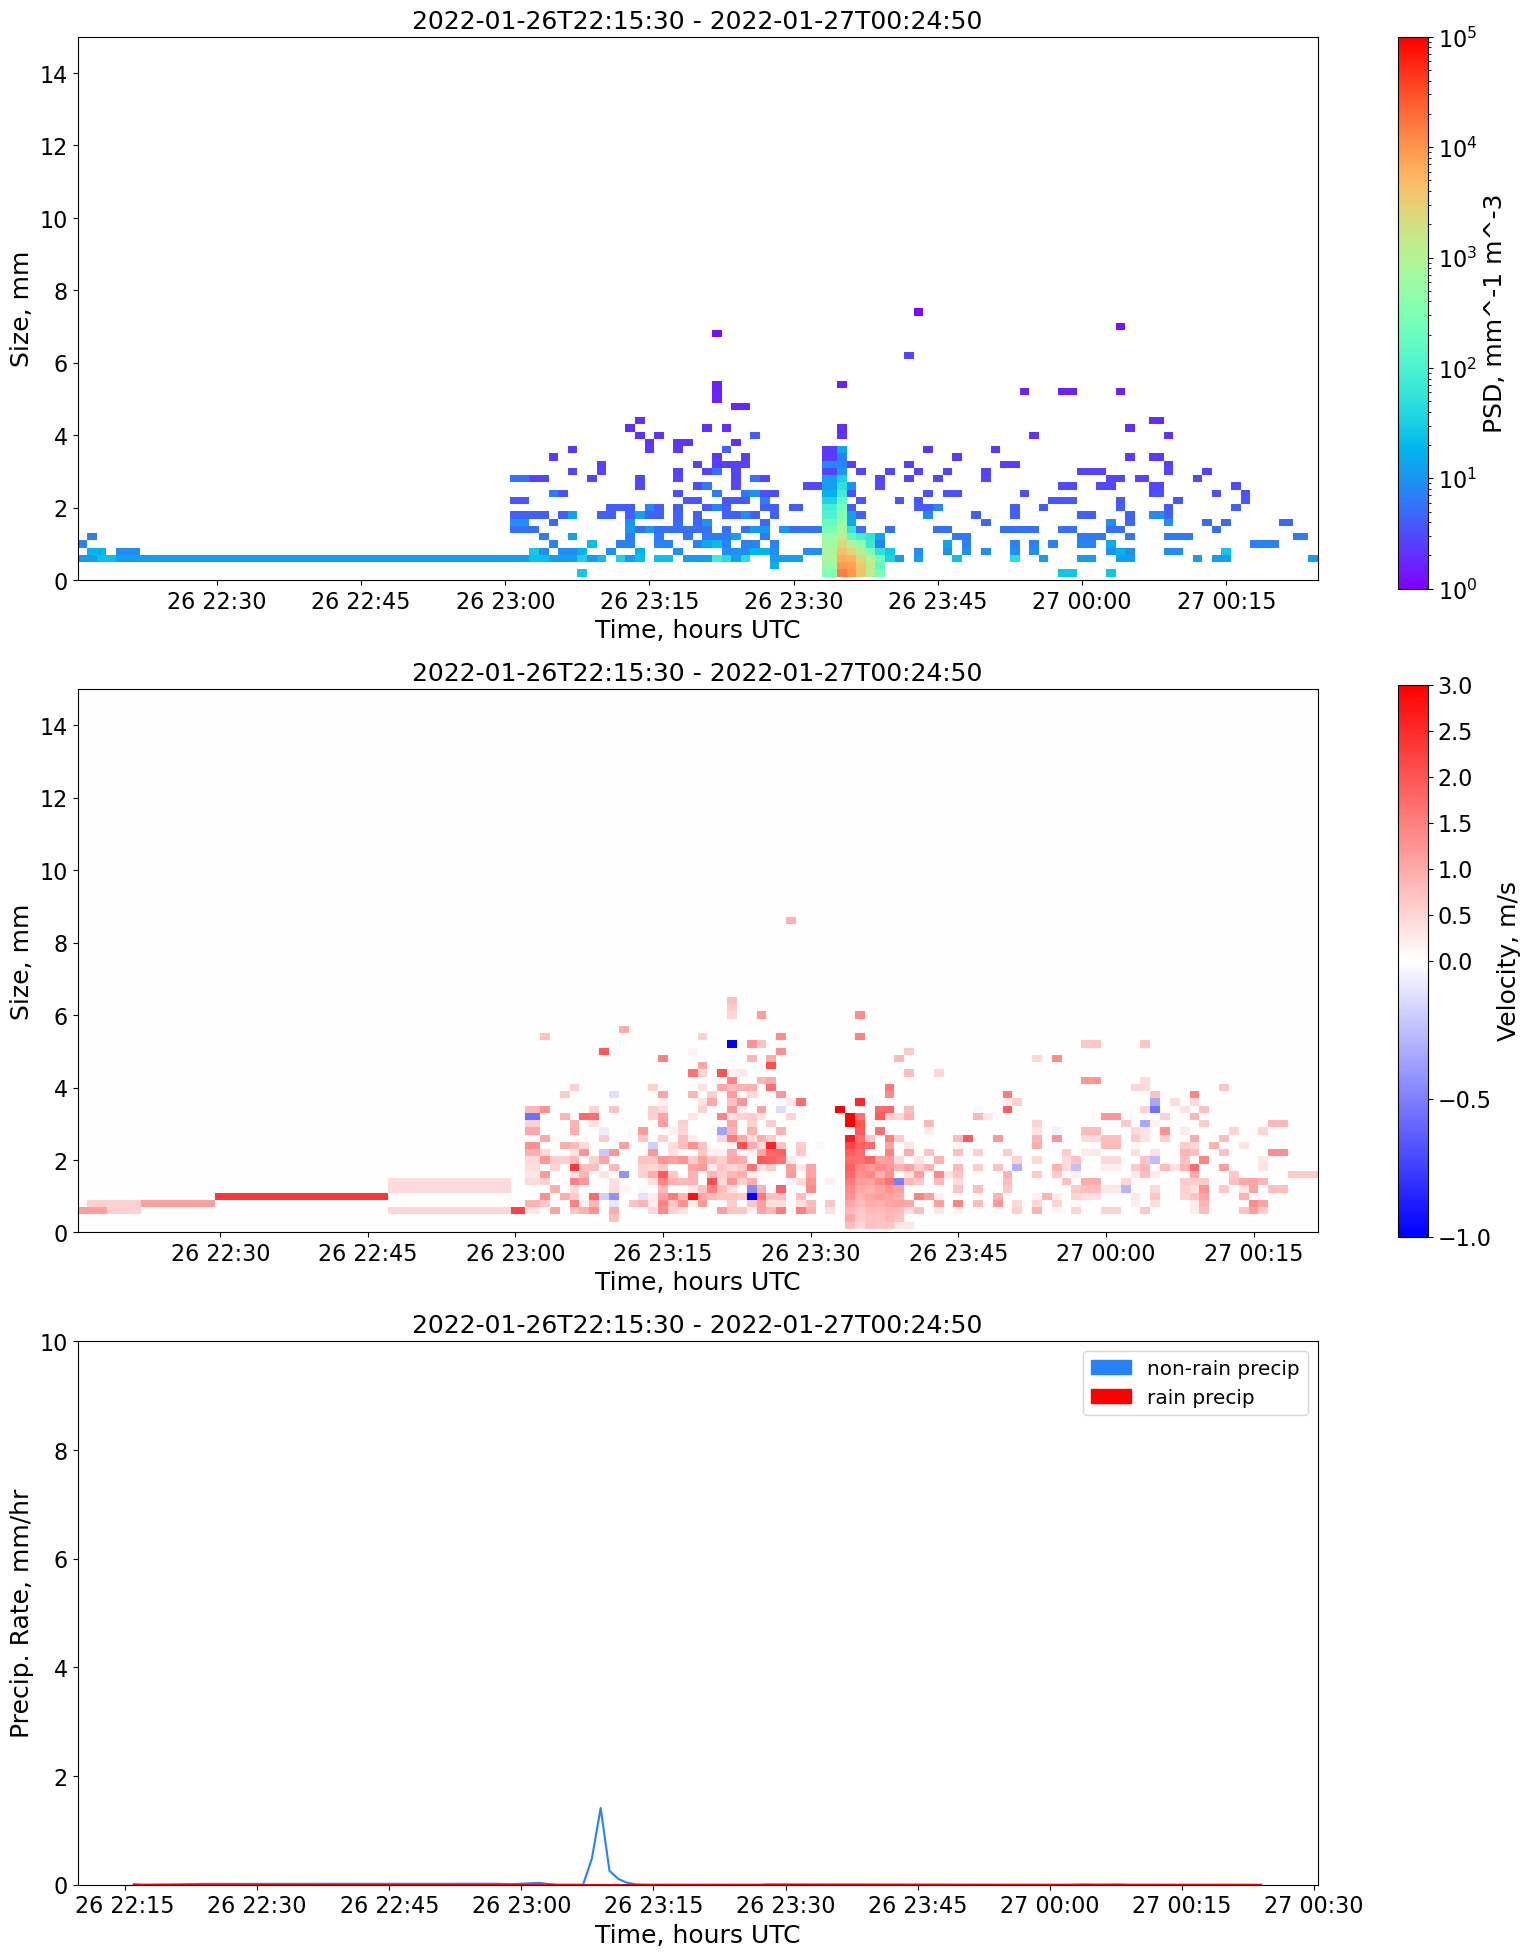 2022-01-26T22:15:30 - 2022-01-27T00:24:50
14
12
10
8
6
4
2
0
Size, mm
26 22:30 26 22:45 26 23:00 26 23:15 26 23:30 26 23:45 27 00:00 27 00:15
Time, hours UTC
10^5
10^4
10^3
10^2
10^1
10^0
PSD, mm^-1 m^-3
2022-01-26T22:15:30 - 2022-01-27T00:24:50
14
12
10
8
6
4
2
0
Size, mm
26 22:30 26 22:45 26 23:00 26 23:15 26 23:30 26 23:45 27 00:00 27 00:15
Time, hours UTC
3.0
2.5
2.0
1.5
1.0
0.5
0.0
−0.5
−1.0
Velocity, m/s
2022-01-26T22:15:30 - 2022-01-27T00:24:50
10
8
6
4
2
0
Precip. Rate, mm/hr
non-rain precip
rain precip
26 22:15 26 22:30 26 22:45 26 23:00 26 23:15 26 23:30 26 23:45 27 00:00 27 00:15 27 00:30
Time, hours UTC